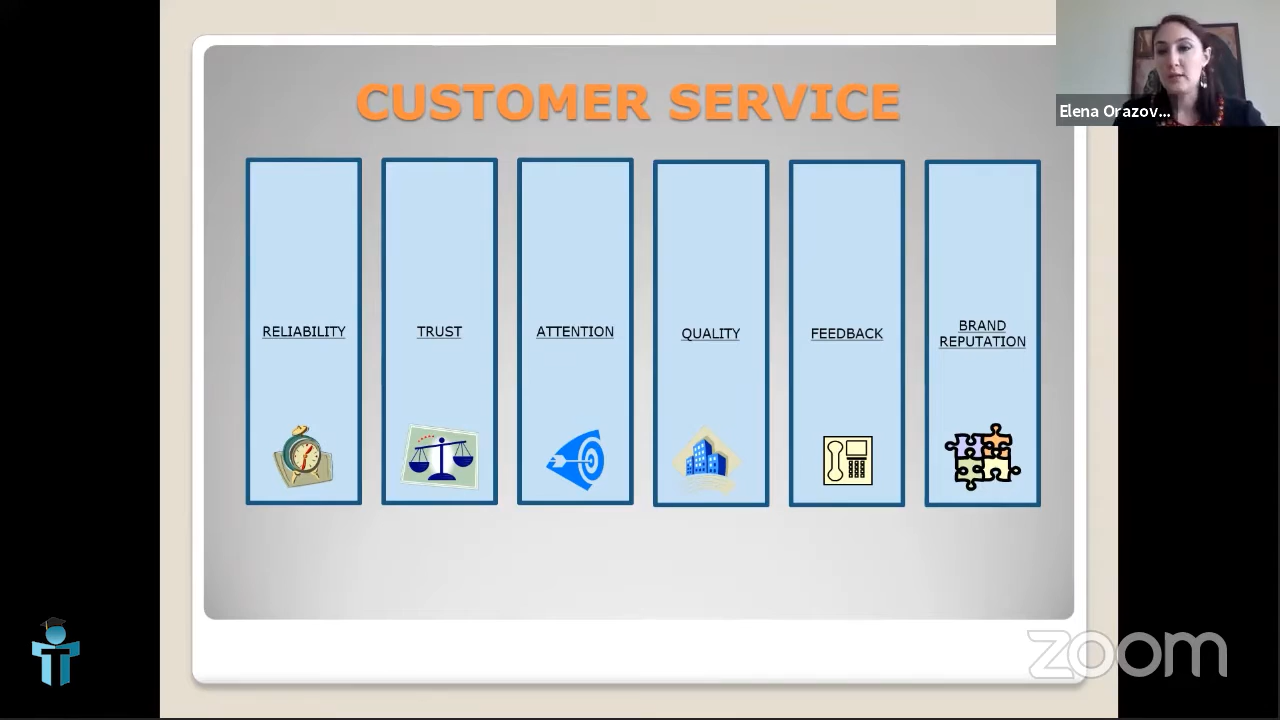 CUSTOMER SERVICE
Elena Orazov...
RELIABILITY
TRUST
ATTENTION
QUALITY
FEEDBACK
BRAND
REPUTATION
zoom